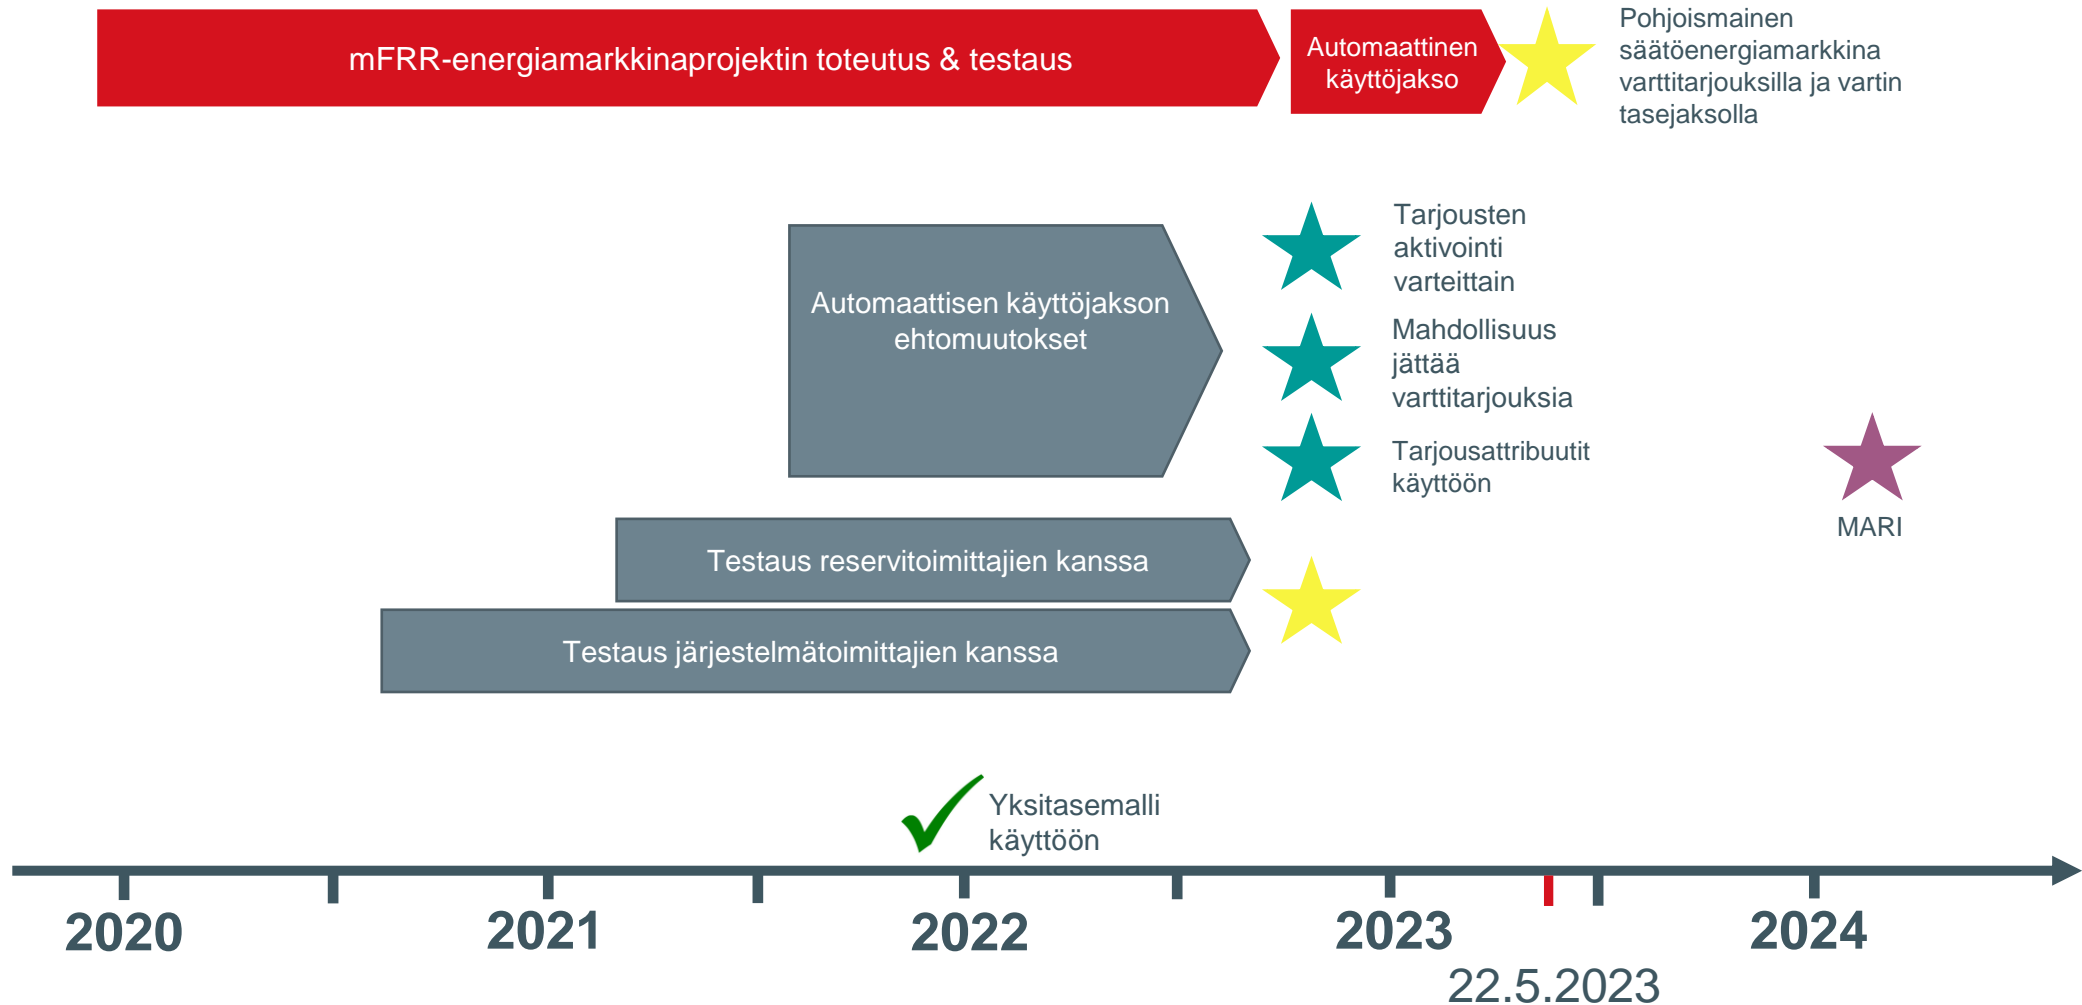 mFRR-energiamarkkinaprojektin toteutus & testaus
Automaattinen
käyttöjakso
Pohjoismainen
säätöenergiamarkkina
varttitarjouksilla ja vartin
tasejaksolla
Automaattisen käyttöjakson
ehtomuutokset
Tarjousten
aktivointi
varteittain
Mahdollisuus
jättää
varttitarjouksia
Tarjousattribuutit
käyttöön
MARI
Testaus reservitoimittajien kanssa
Testaus järjestelmätoimittajien kanssa
Yksitasemalli
käyttöön
2020
2021
2022
2023
2024
22.5.2023